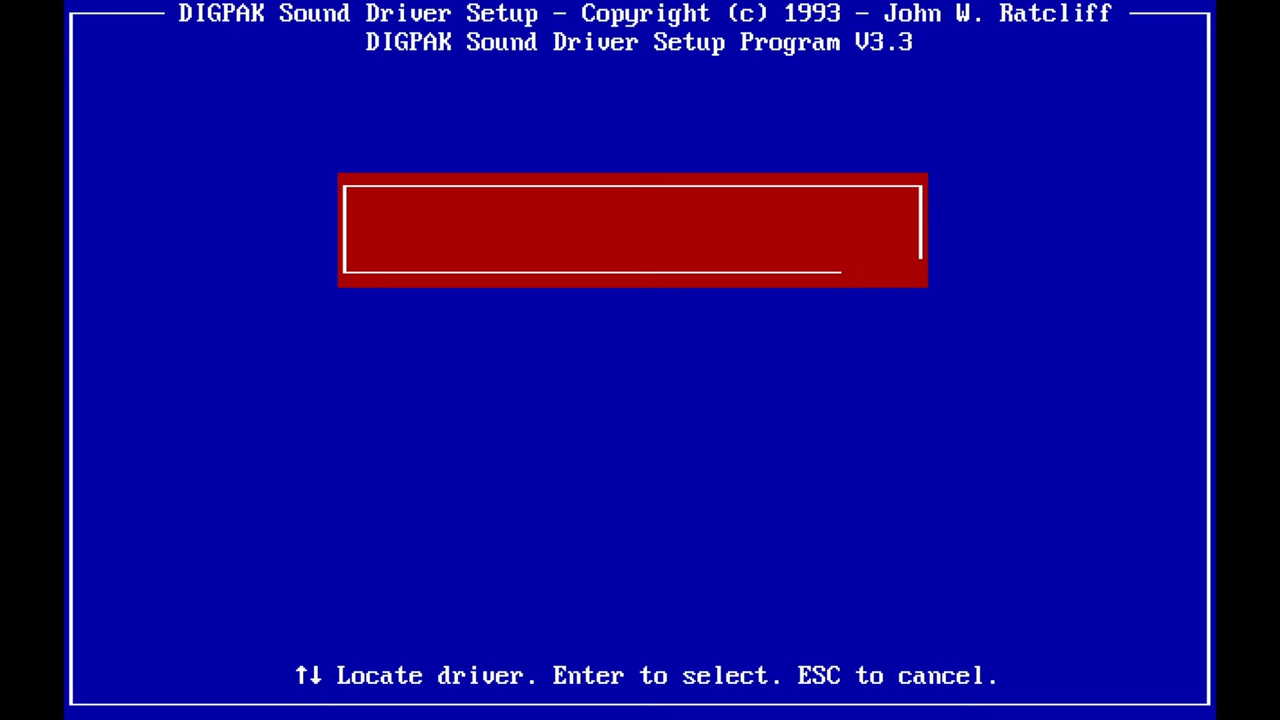 DIGPAK Sound Driver Setup - Copyright (c) 1993 - John W. Ratcliff
DIGPAK Sound Driver Setup Program V3.3
↑↓ Locate driver. Enter to select. ESC to cancel.